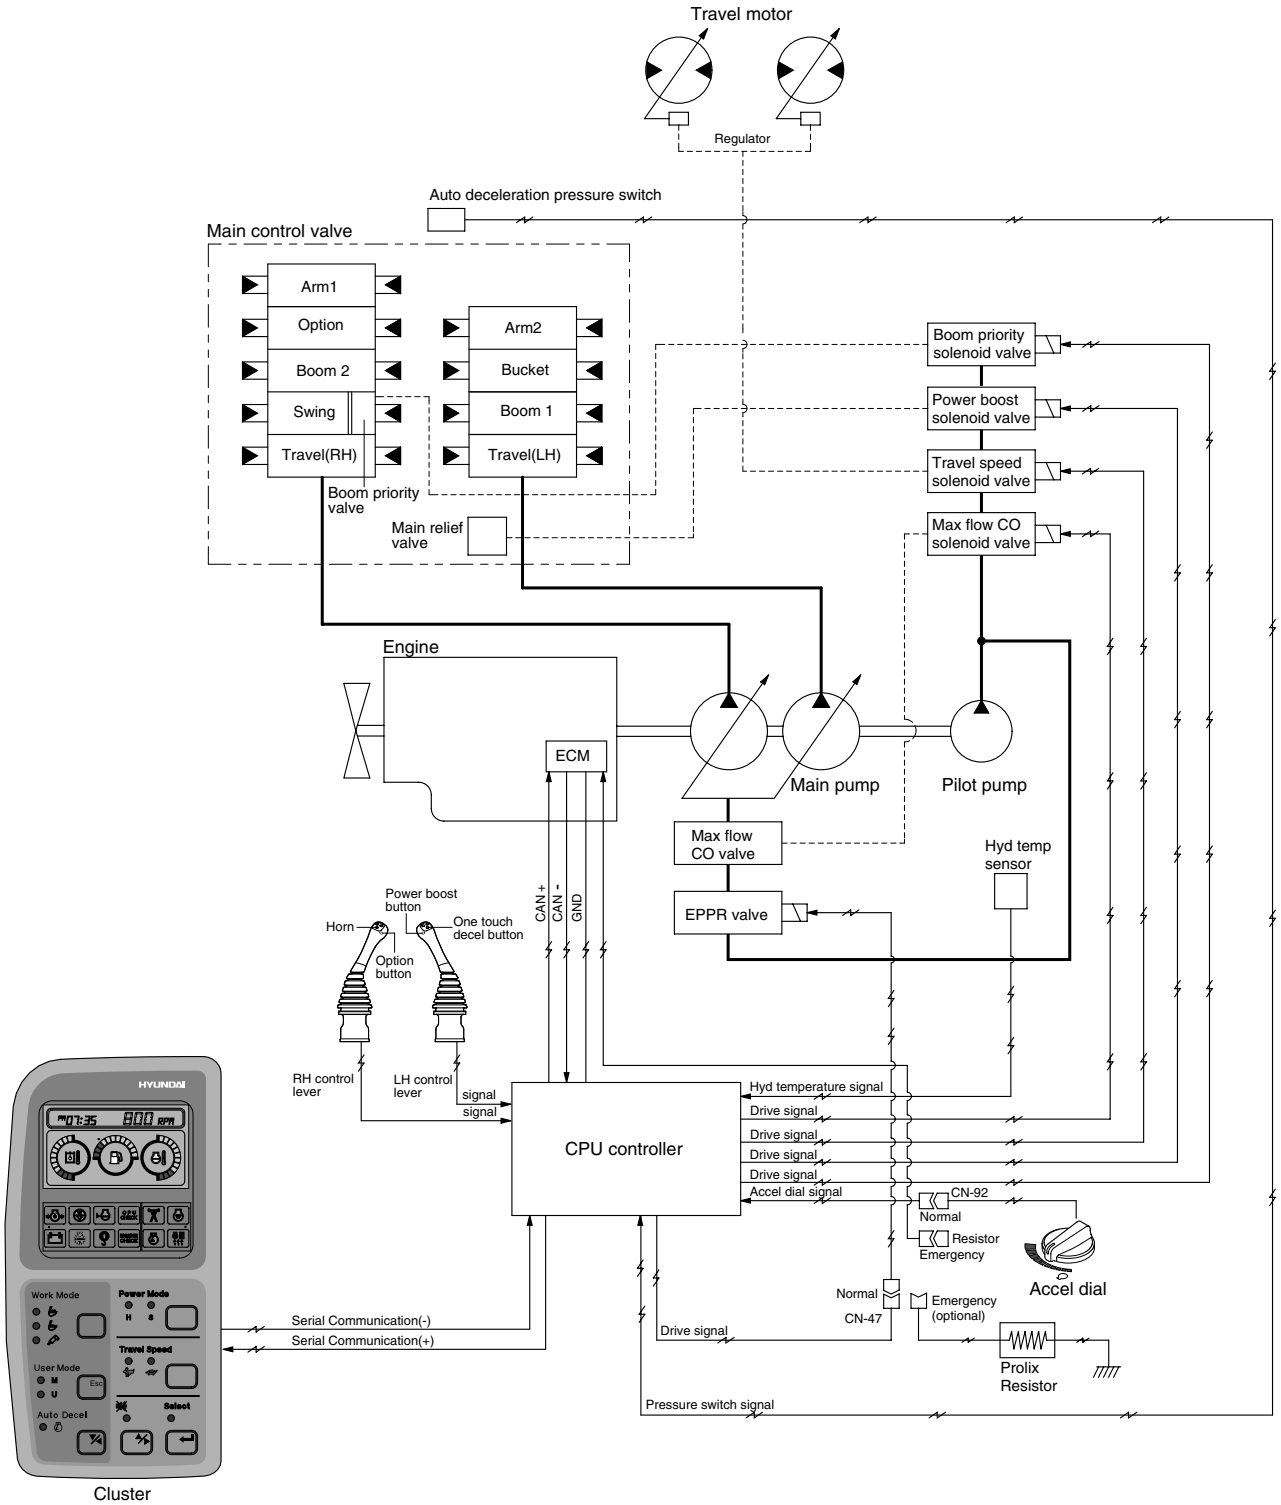 Travel motor
Regulator
Auto deceleration pressure switch
Main control valve
Arm1
Option
Boom 2
Swing
Travel(RH)
Arm2
Bucket
Boom 1
Travel(LH)
Boom priority
valve
Main relief
valve
Boom priority
solenoid valve
Power boost
solenoid valve
Travel speed
solenoid valve
Max flow CO
solenoid valve
Engine
ECM
Main pump
Pilot pump
Max flow
CO valve
EPPR valve
Hyd temp
sensor
CAN +
CAN -
GND
Power boost
button
Horn
One touch
decel button
Option
button
RH control
lever
LH control
lever
signal
signal
CPU controller
Hyd temperature signal
Drive signal
Drive signal
Drive signal
Drive signal
Accel dial signal
CN-92
Normal
Resistor
Emergency
Accel dial
Normal
CN-47
Emergency
(optional)
Prolix
Resistor
Drive signal
Pressure switch signal
Serial Communication(-)
Serial Communication(+)
HYUNDAI
PM 07:35 800 RPM
CPU
CHECK
Work Mode
Power Mode
H S
Travel Speed
User Mode
M
U
Esc
Auto Decel
Select
Cluster